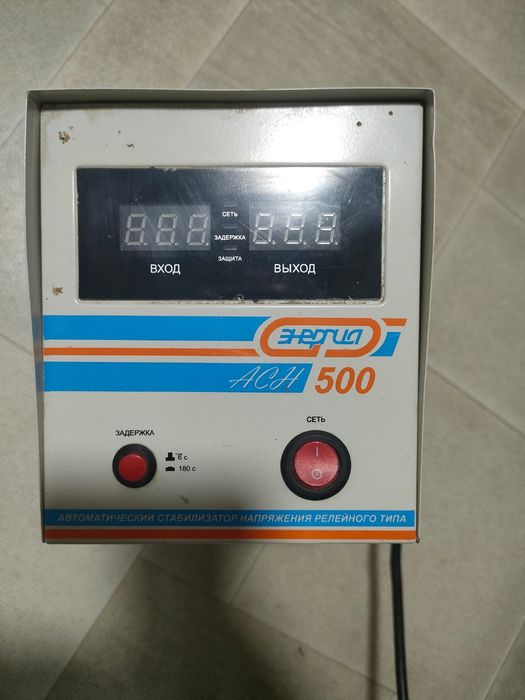 СЕТЬ
ЗАДЕРЖКА
ЗАЩИТА
ВХОД
ВЫХОД
ЭНЕРГИЯ
АСН 500
ЗАДЕРЖКА
6 с
180 с
СЕТЬ
АВТОМАТИЧЕСКИЙ СТАБИЛИЗАТОР НАПРЯЖЕНИЯ РЕЛЕЙНОГО ТИПА